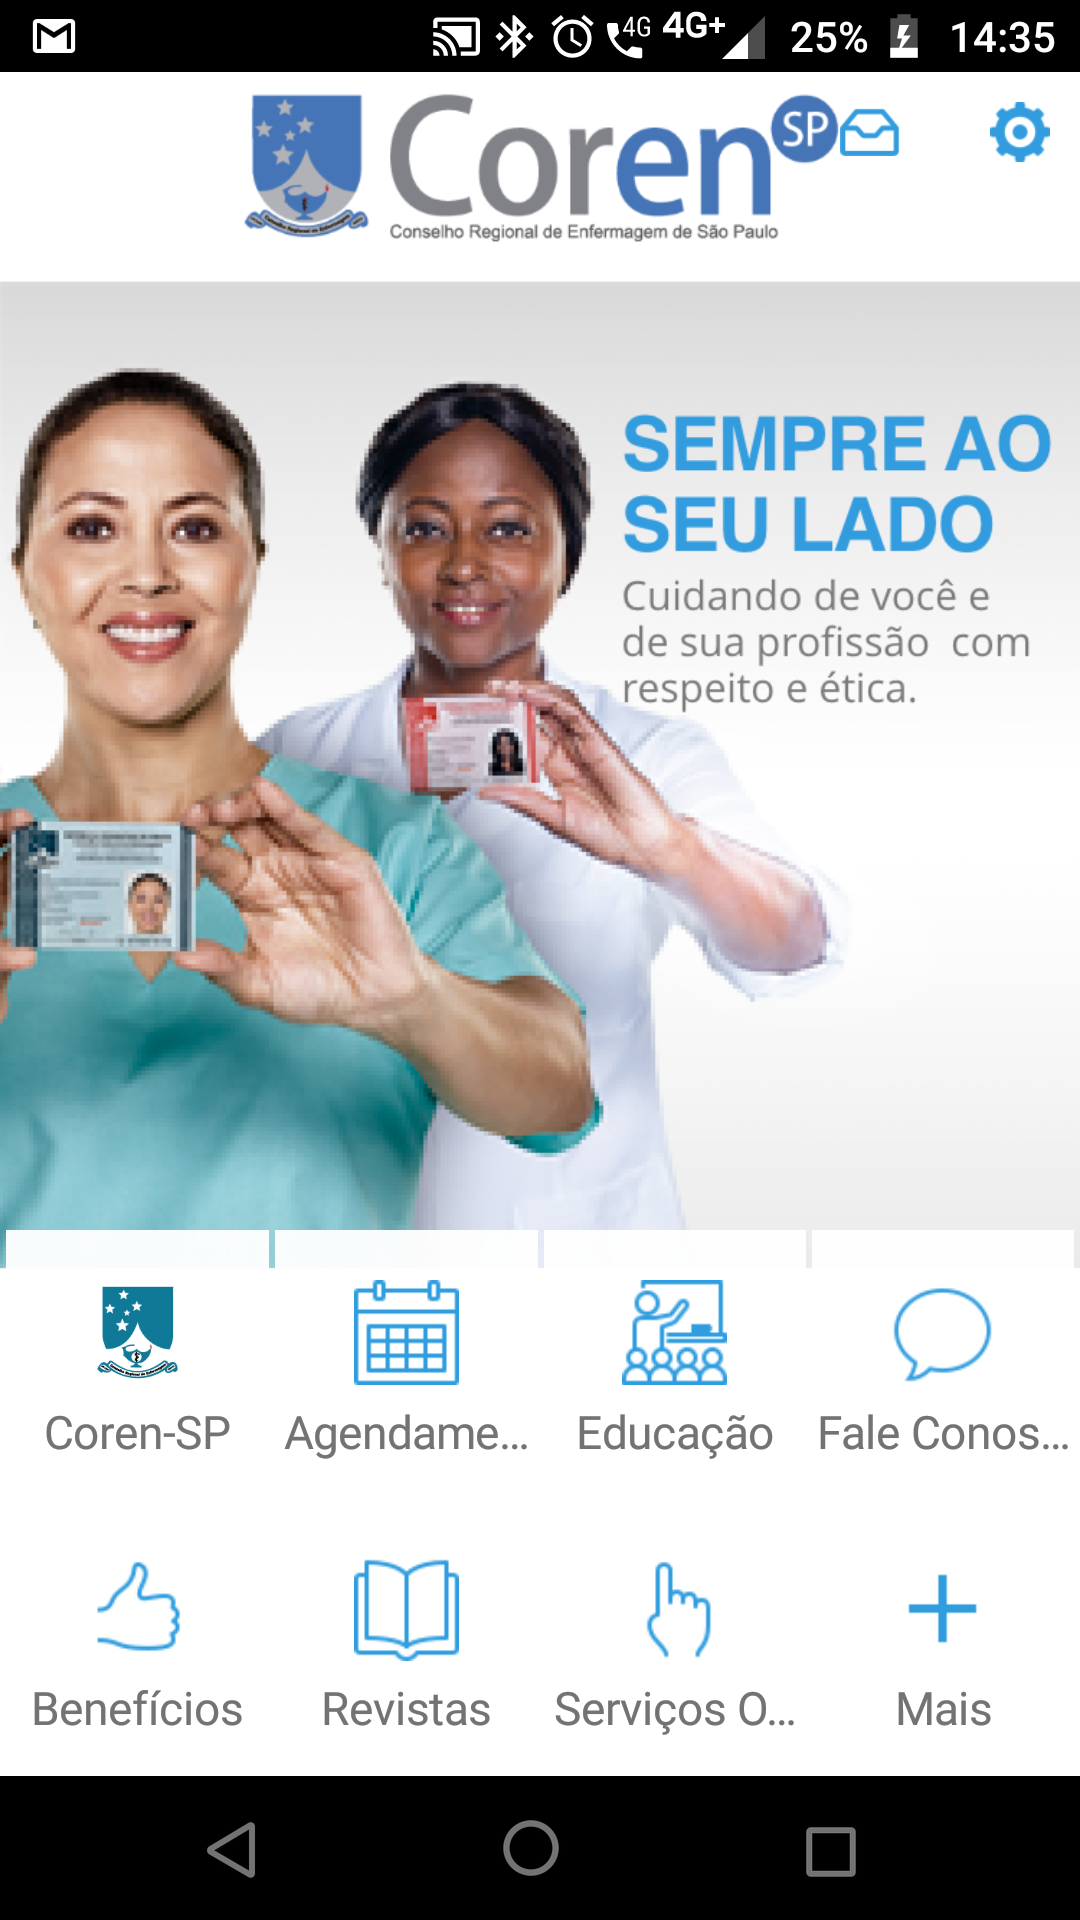 4G 4G+ 25% 14:35
Coren SP
Conselho Regional de Enfermagem de São Paulo
SEMPRE AO
SEU LADO
Cuidando de você e
de sua profissão com
respeito e ética.
Coren-SP Agendame... Educação Fale Conos...
Benefícios Revistas Serviços O... Mais